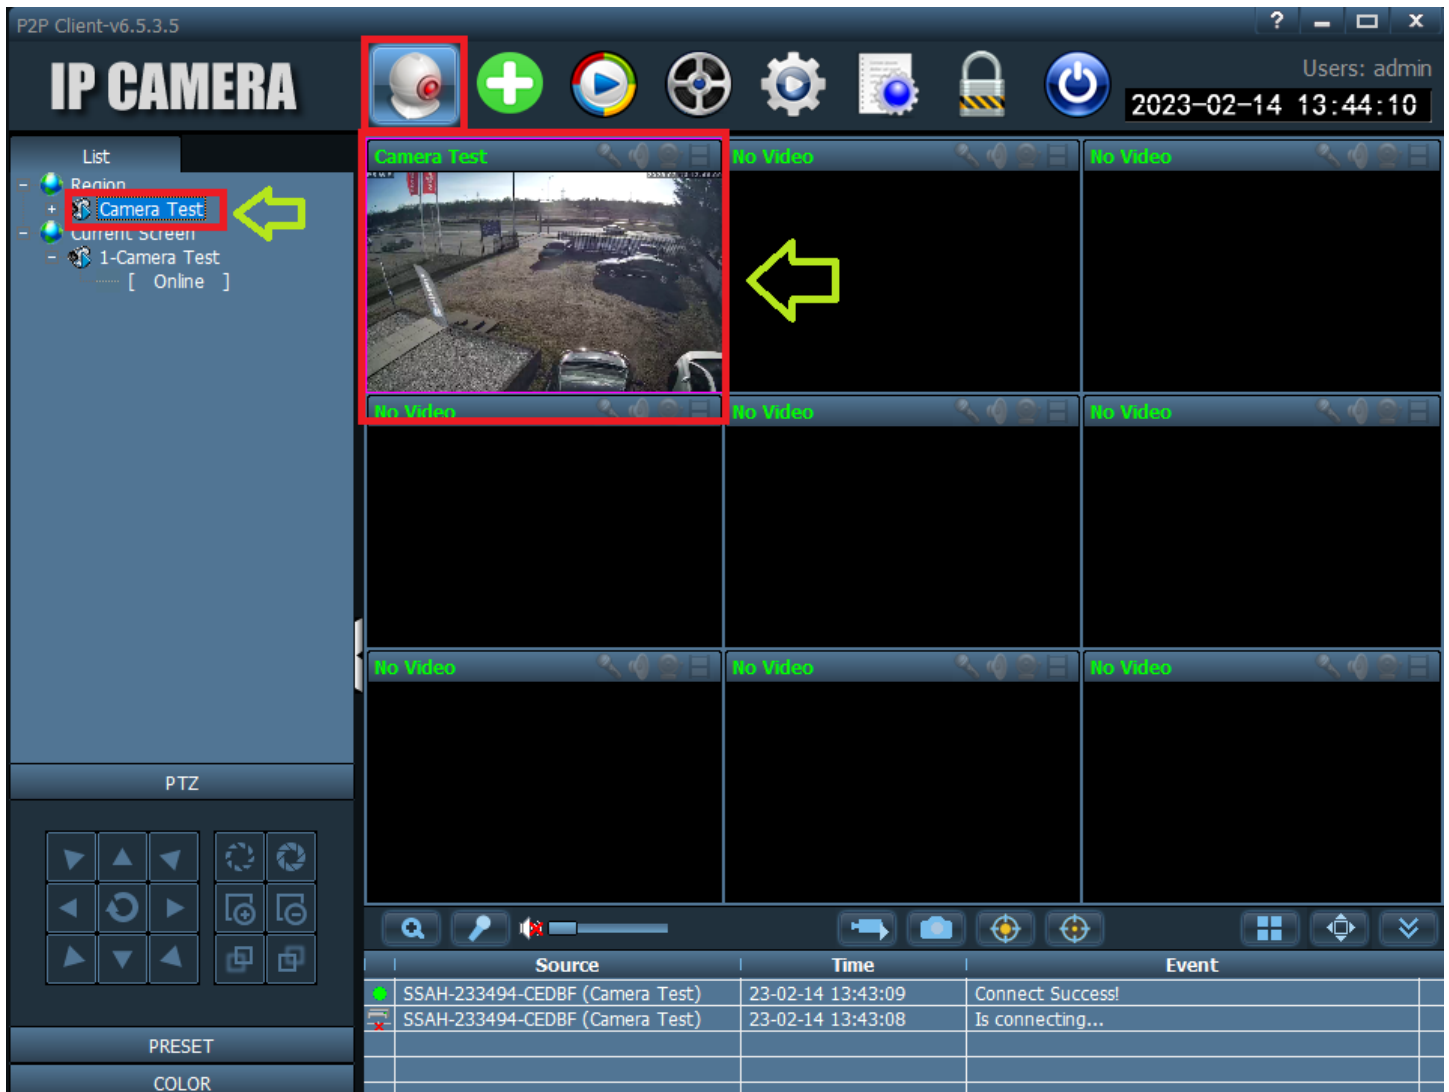 P2P Client-v6.5.3.5
IP CAMERA
Users: admin
2023-02-14 13:44:10
List
Region
Camera Test
Current Screen
1-Camera Test
[ Online ]
Camera Test
No Video
No Video
No Video
No Video
No Video
No Video
No Video
No Video
PTZ
PRESET
COLOR
Source Time Event
SSAH-233494-CEDBF (Camera Test) 23-02-14 13:43:09 Connect Success!
SSAH-233494-CEDBF (Camera Test) 23-02-14 13:43:08 Is connecting...